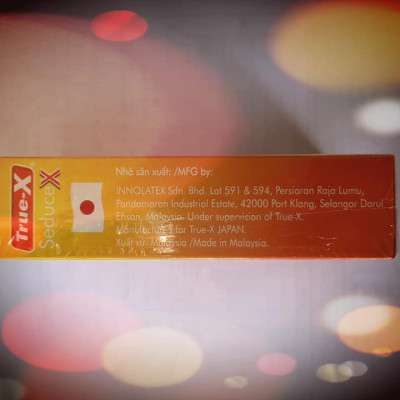 True-X
SeduceX
Nhà sản xuất: /MFG by:
INNOLATEX Sdn. Bhd. Lot 591 & 594, Persiaran Raja Lumu,
Pandamaran Industrial Estate, 42000 Port Klang, Selangor Darul
Ehsan, Malaysia. Under supervision of True-X.
Manufacture for True-X JAPAN.
Xuất xứ: Malaysia /Made in Malaysia.